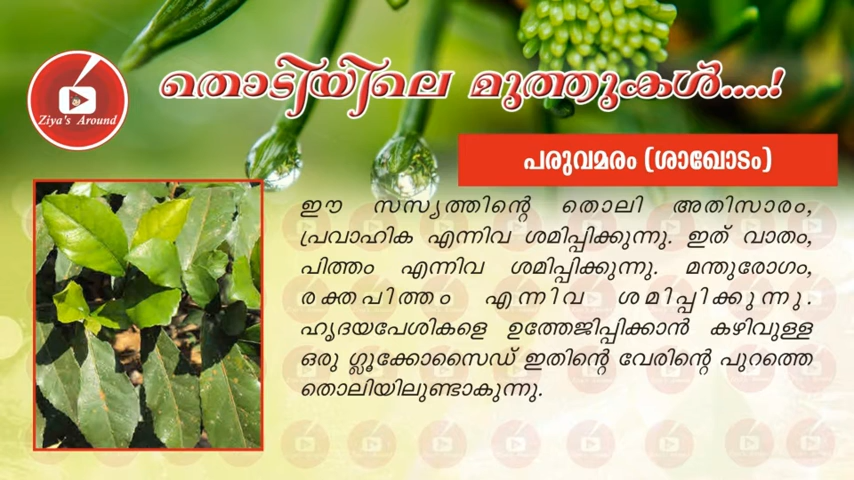 തൊടിയിലെ മുത്തുകൾ.....!
Ziya's Around
പരുവമരം (ശാഖോടം)
ഈ സസ്യത്തിന്റെ തൊലി അതിസാരം,
പ്രവാഹിക എന്നിവ ശമിപ്പിക്കുന്നു. ഇത് വാതം,
പിത്തം എന്നിവ ശമിപ്പിക്കുന്നു. മന്തുരോഗം,
രക്തപിത്തം എന്നിവ ശമിപ്പിക്കുന്നു.
ഹൃദയപേശികളെ ഉത്തേജിപ്പിക്കാൻ കഴിവുള്ള
ഒരു ഗ്ലൂക്കോസൈഡ് ഇതിന്റെ വേരിന്റെ പുറത്തെ
തൊലിയിലുണ്ടാകുന്നു.